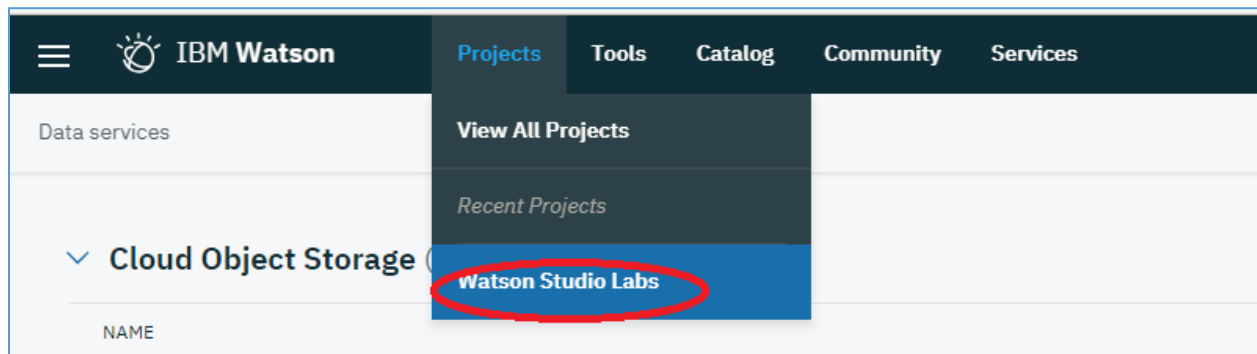 IBM Watson Projects Tools Catalog Community Services
Data services
View All Projects
Recent Projects
Cloud Object Storage (
Watson Studio Labs
NAME